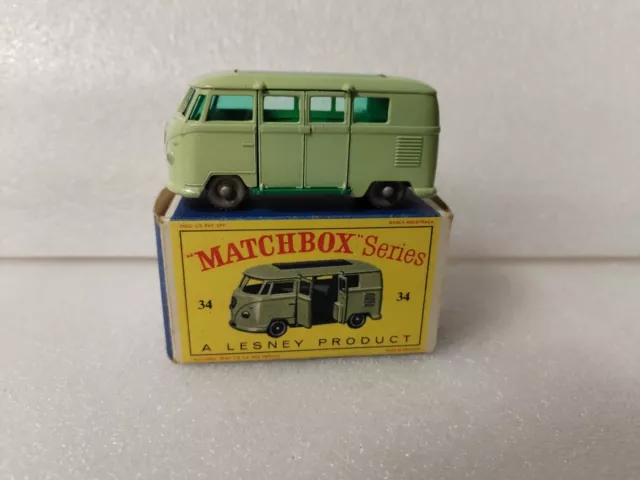 "MATCHBOX" Series
34 34
A LESNEY PRODUCT